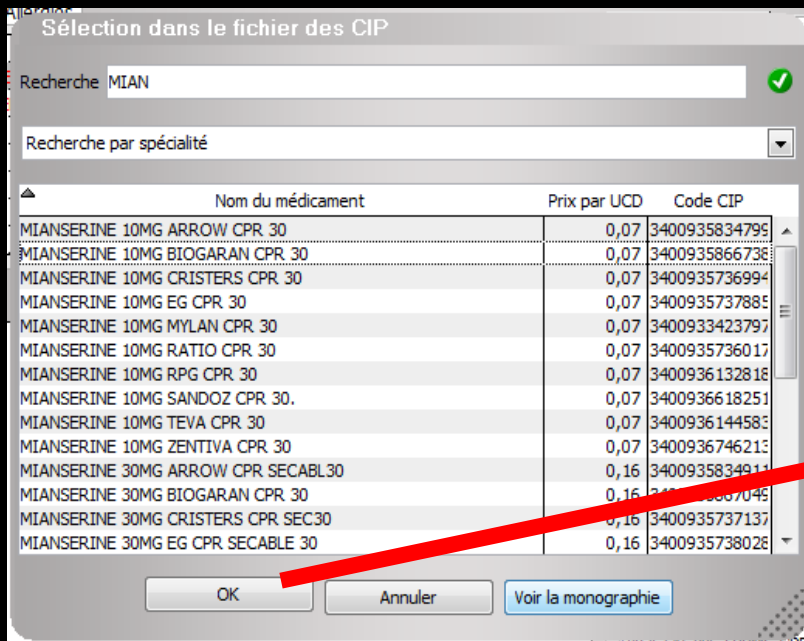 Sélection dans le fichier des CIP
Recherche MIAN
Recherche par spécialité
Nom du médicament Prix par UCD Code CIP
MIANSERINE 10MG ARROW CPR 30 0,07 3400935834799
MIANSERINE 10MG BIOGARAN CPR 30 0,07 3400935866738
MIANSERINE 10MG CRISTERS CPR 30 0,07 3400935736994
MIANSERINE 10MG EG CPR 30 0,07 3400935737885
MIANSERINE 10MG MYLAN CPR 30 0,07 3400933423797
MIANSERINE 10MG RATIO CPR 30 0,07 3400935736017
MIANSERINE 10MG RPG CPR 30 0,07 3400936132818
MIANSERINE 10MG SANDOZ CPR 30. 0,07 3400936618251
MIANSERINE 10MG TEVA CPR 30 0,07 3400936144583
MIANSERINE 10MG ZENTIVA CPR 30 0,07 3400936746213
MIANSERINE 30MG ARROW CPR SECABL30 0,16
MIANSERINE 30MG BIOGARAN CPR 30 0,16
MIANSERINE 30MG CRISTERS CPR SEC30 0,16 3400935737137
MIANSERINE 30MG EG CPR SECABLE 30 0,16 3400935738028
OK Annuler Voir la monographie